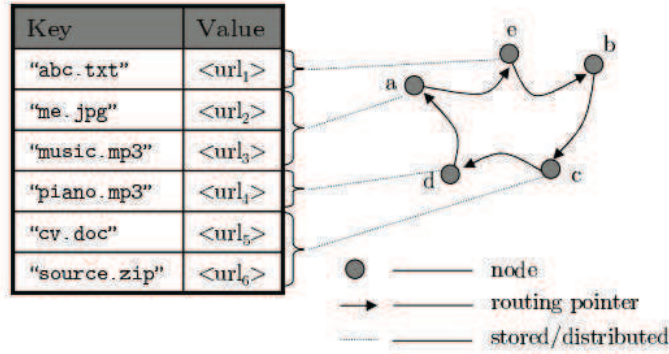 Key Value
"abc.txt" <url₁>
"me.jpg" <url₂>
"music.mp3" <url₃>
"piano.mp3" <url₄>
"cv.doc" <url₅>
"source.zip" <url₆>
e
b
a
d
c
node
routing pointer
stored/distributed